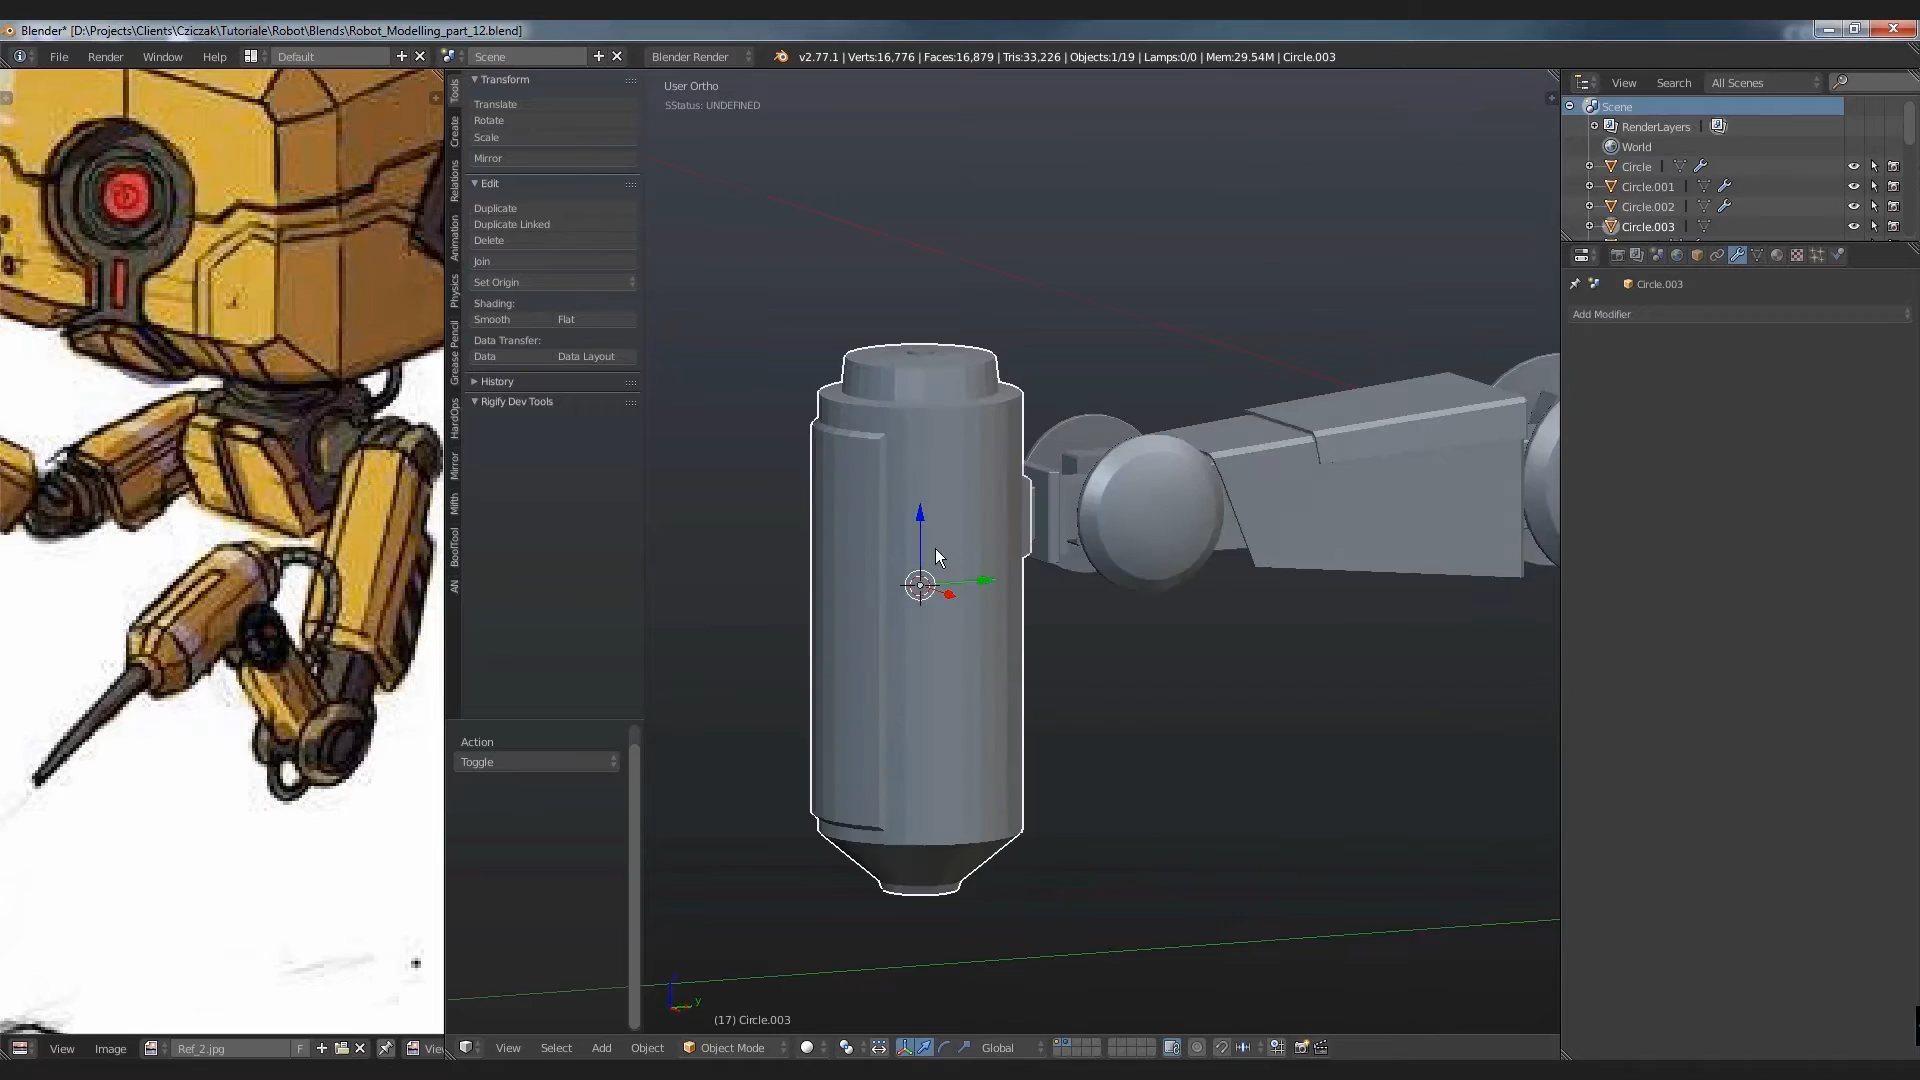 Blender* [D:\Projects\Clients\Cziczak\Tutoriale\Robot\Blends\Robot_Modelling_part_12.blend]
File Render Window Help Default Scene Blender Render v2.77.1 | Verts:16,776 | Faces:16,879 | Tris:33,226 | Objects:1/19 | Lamps:0/0 | Mem:29.54M | Circle.003
Tools
Create
Relations
Animation
Physics
Grease Pencil
HardOps
Mirror
Mifth
BoolTool
AN
Transform
Translate
Rotate
Scale
Mirror
Edit
Duplicate
Duplicate Linked
Delete
Join
Set Origin
Shading:
Smooth Flat
Data Transfer:
Data Data Layout
History
Rigify Dev Tools
Action
Toggle
User Ortho
SStatus: UNDEFINED
y
(17) Circle.003
View Search All Scenes
Scene
RenderLayers
World
Circle
Circle.001
Circle.002
Circle.003
Circle.003
Add Modifier
View Image Ref_2.jpg F Vie
View Select Add Object Object Mode Global